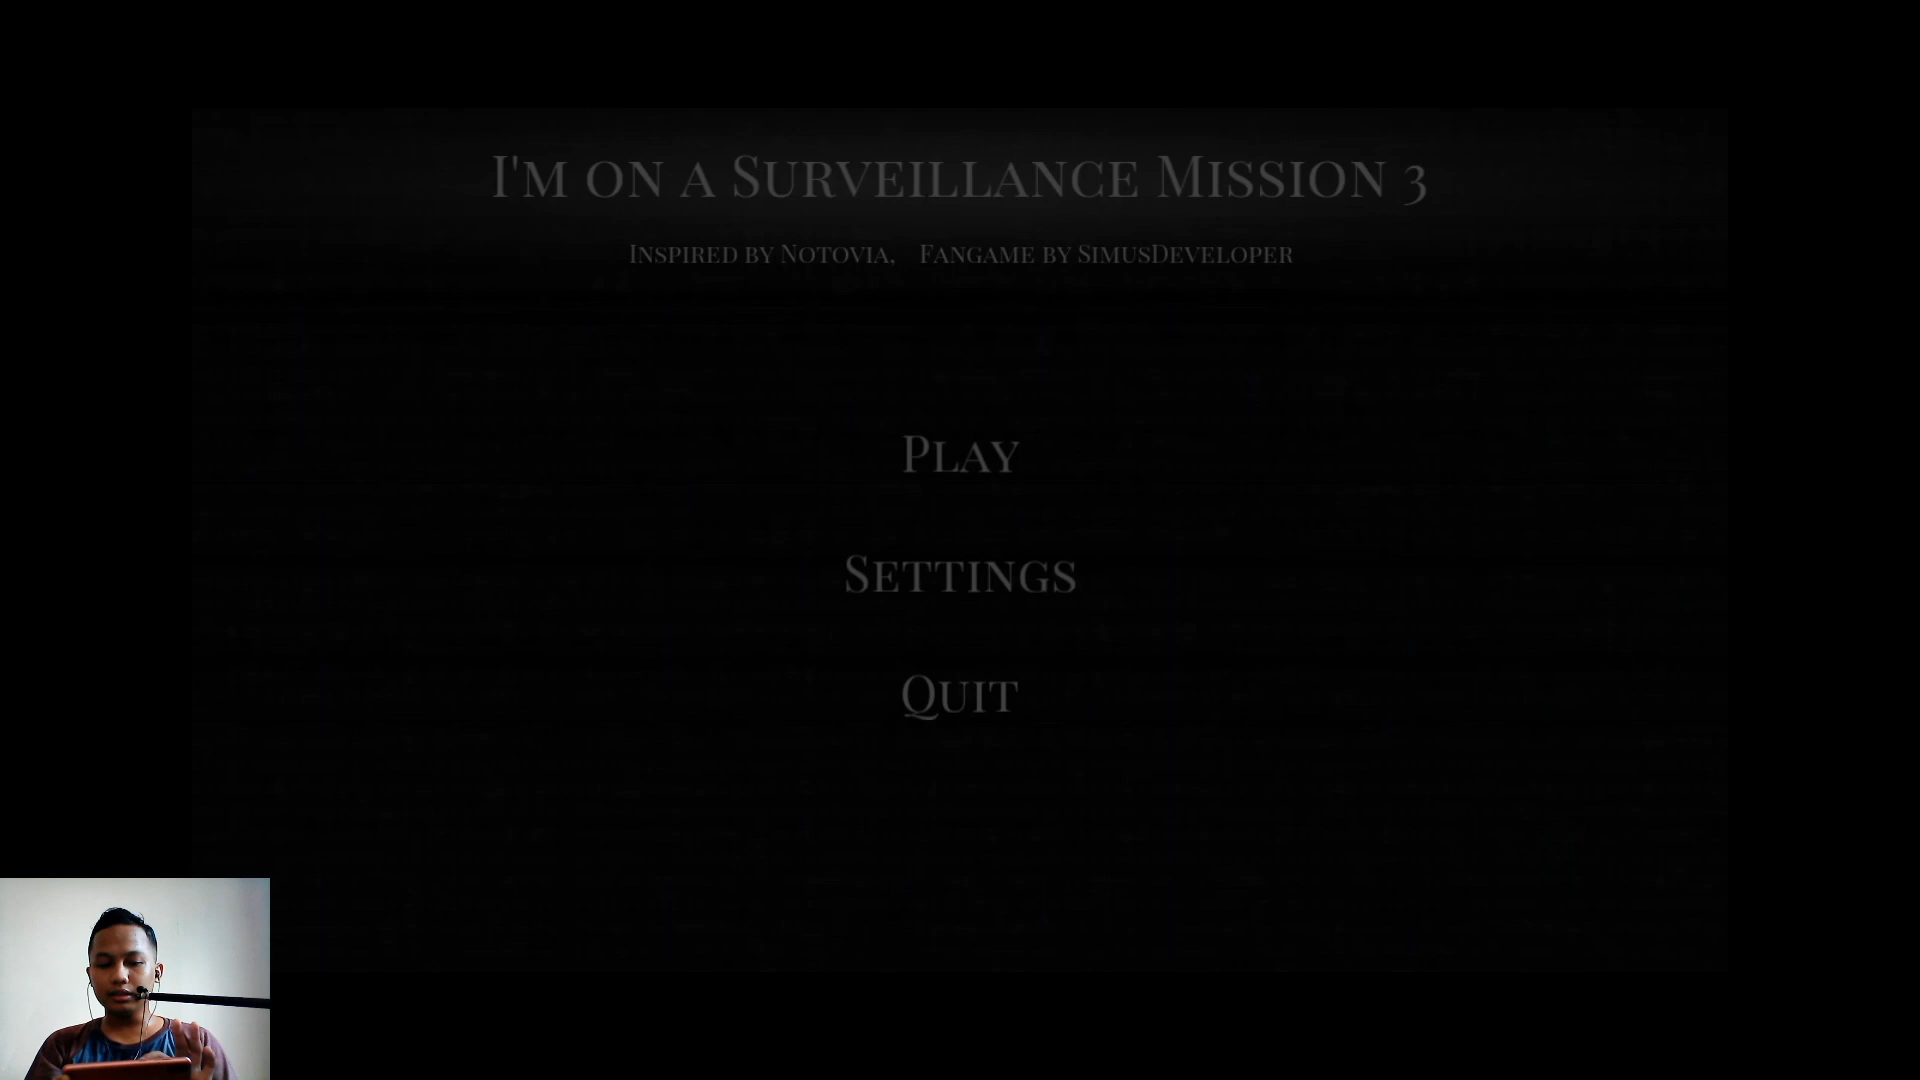 I'm on a Surveillance Mission 3
Inspired by Notovia, Fangame by SimusDeveloper
Play
Settings
Quit